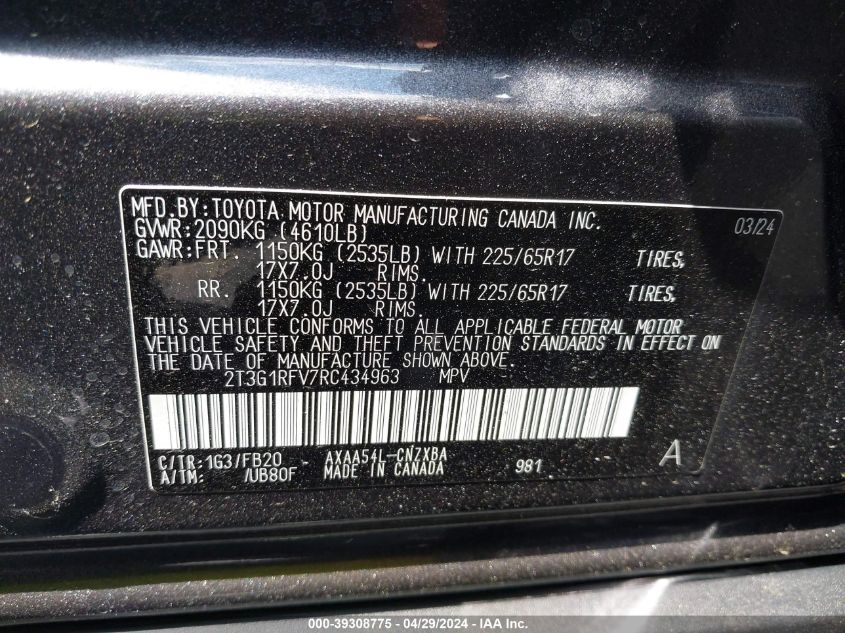 MFD.BY:TOYOTA MOTOR MANUFACTURING CANADA INC. 03/24
GVWR:2090KG (4610LB)
GAWR:FRT. 1150KG (2535LB) WITH 225/65R17 TIRES,
17X7.0J RIMS.
RR. 1150KG (2535LB) WITH 225/65R17 TIRES,
17X7.0J RIMS.
THIS VEHICLE CONFORMS TO ALL APPLICABLE FEDERAL MOTOR
VEHICLE SAFETY AND THEFT PREVENTION STANDARDS IN EFFECT ON
THE DATE OF MANUFACTURE SHOWN ABOVE.
2T3G1RFV7RC434963 MPV
C/TR:1G3/FB20 AXAA54L-CNZXBA A
A/TM: /UB80F MADE IN CANADA 981
000-39308775 - 04/29/2024 - IAA Inc.